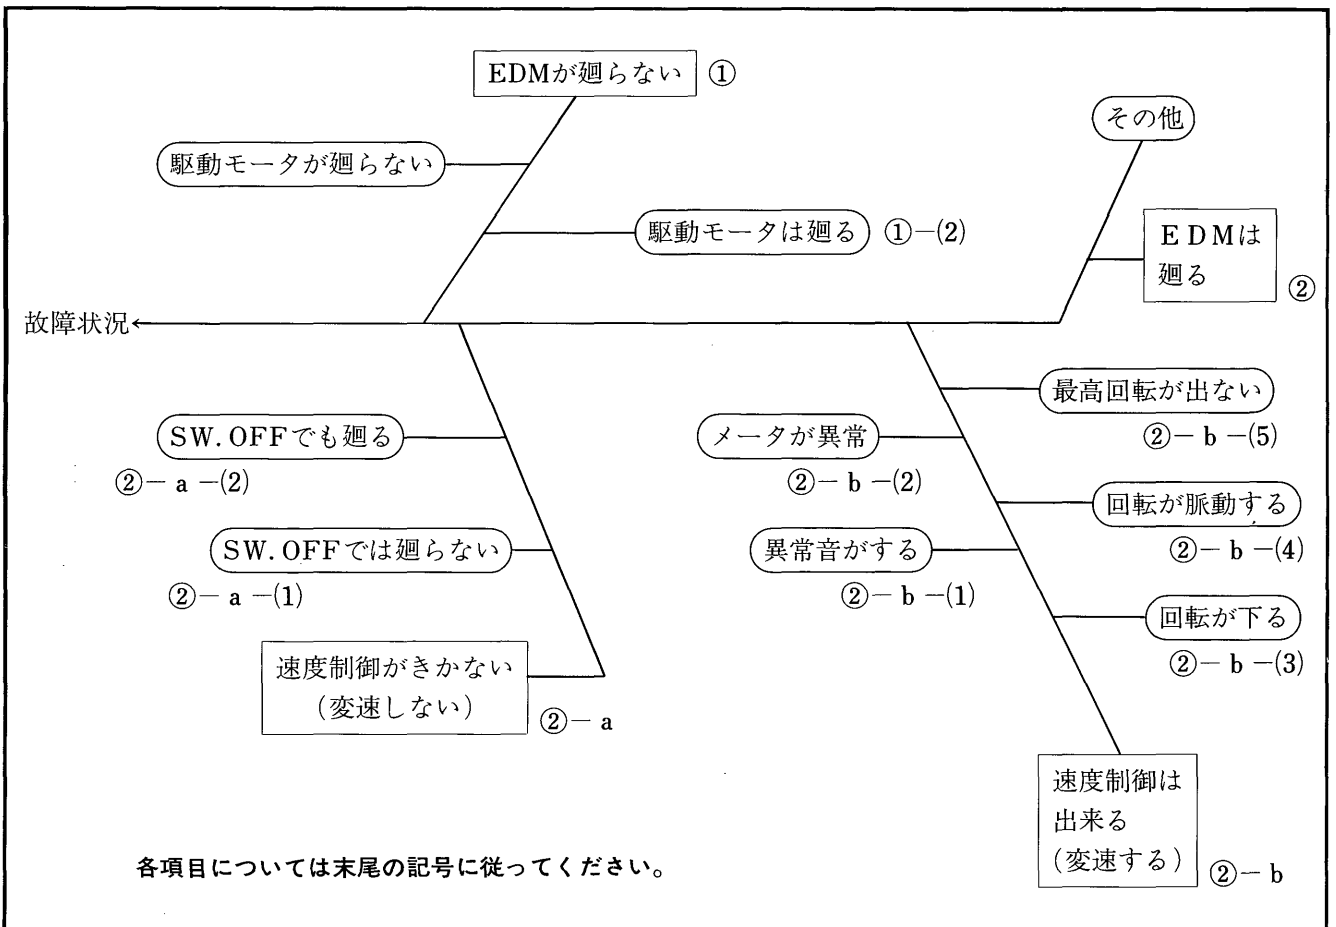 EDMが廻らない ①
その他
駆動モータが廻らない
駆動モータは廻る ①－(2)
EDMは
廻る
②
故障状況
最高回転が出ない
②－b－(5)
SW.OFFでも廻る
②－a－(2)
メータが異常
②－b－(2)
回転が脈動する
②－b－(4)
SW.OFFでは廻らない
②－a－(1)
異常音がする
②－b－(1)
回転が下る
②－b－(3)
速度制御がきかない
（変速しない）
②－a
速度制御は
出来る
（変速する）
②－b
各項目については末尾の記号に従ってください。